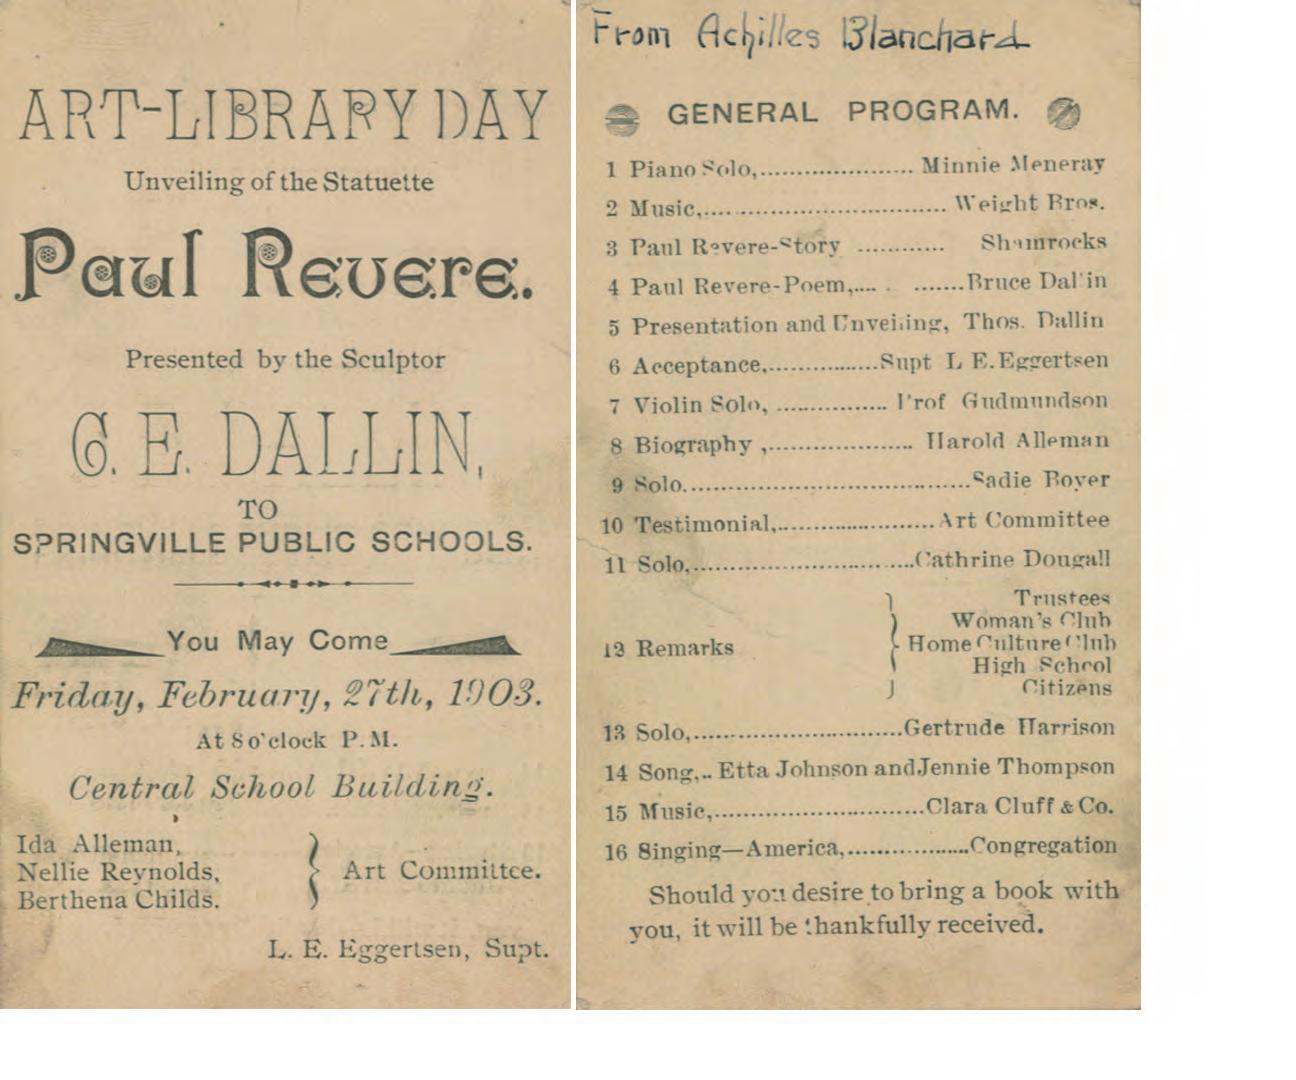 ART-LIBRARY DAY
Unveiling of the Statuette
Paul Revere.
Presented by the Sculptor
C. E. DALLIN,
TO
SPRINGVILLE PUBLIC SCHOOLS.
You May Come
Friday, February, 27th, 1903.
At 8 o'clock P. M.
Central School Building.
Ida Alleman,
Nellie Reynolds, } Art Committee.
Berthena Childs.
L. E. Eggertsen, Supt.
From Achilles Blanchard
GENERAL PROGRAM.
1 Piano Solo,.................... Minnie Meneray
2 Music,................................ Weight Bros.
3 Paul Revere-Story ............ Shamrocks
4 Paul Revere-Poem,.... . .......Bruce Dallin
5 Presentation and Unveiling, Thos. Dallin
6 Acceptance,...............Supt L E. Eggertsen
7 Violin Solo, ................ Prof Gudmundson
8 Biography ,.................... Harold Alleman
9 Solo.....................................Sadie Boyer
10 Testimonial,.....................Art Committee
11 Solo,..............................Cathrine Dougall
12 Remarks } Trustees
Woman's Club
Home Culture Club
High School
Citizens
13 Solo,............................Gertrude Harrison
14 Song,.. Etta Johnson and Jennie Thompson
15 Music,............................Clara Cluff & Co.
16 Singing—America,.................Congregation
Should you desire to bring a book with
you, it will be thankfully received.